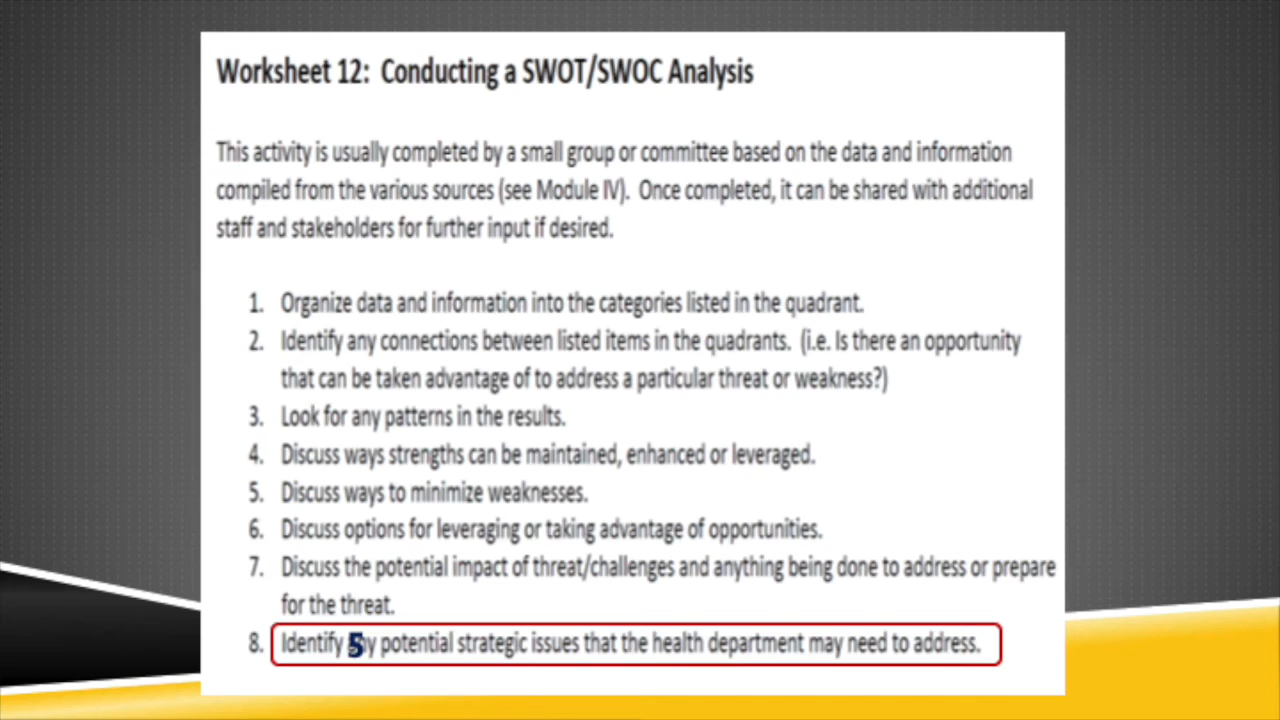 Worksheet 12: Conducting a SWOT/SWOC Analysis
This activity is usually completed by a small group or committee based on the data and information
compiled from the various sources (see Module IV). Once completed, it can be shared with additional
staff and stakeholders for further input if desired.
1. Organize data and information into the categories listed in the quadrant.
2. Identify any connections between listed items in the quadrants. (i.e. Is there an opportunity
that can be taken advantage of to address a particular threat or weakness?)
3. Look for any patterns in the results.
4. Discuss ways strengths can be maintained, enhanced or leveraged.
5. Discuss ways to minimize weaknesses.
6. Discuss options for leveraging or taking advantage of opportunities.
7. Discuss the potential impact of threat/challenges and anything being done to address or prepare
for the threat.
8. Identify 5 potential strategic issues that the health department may need to address.